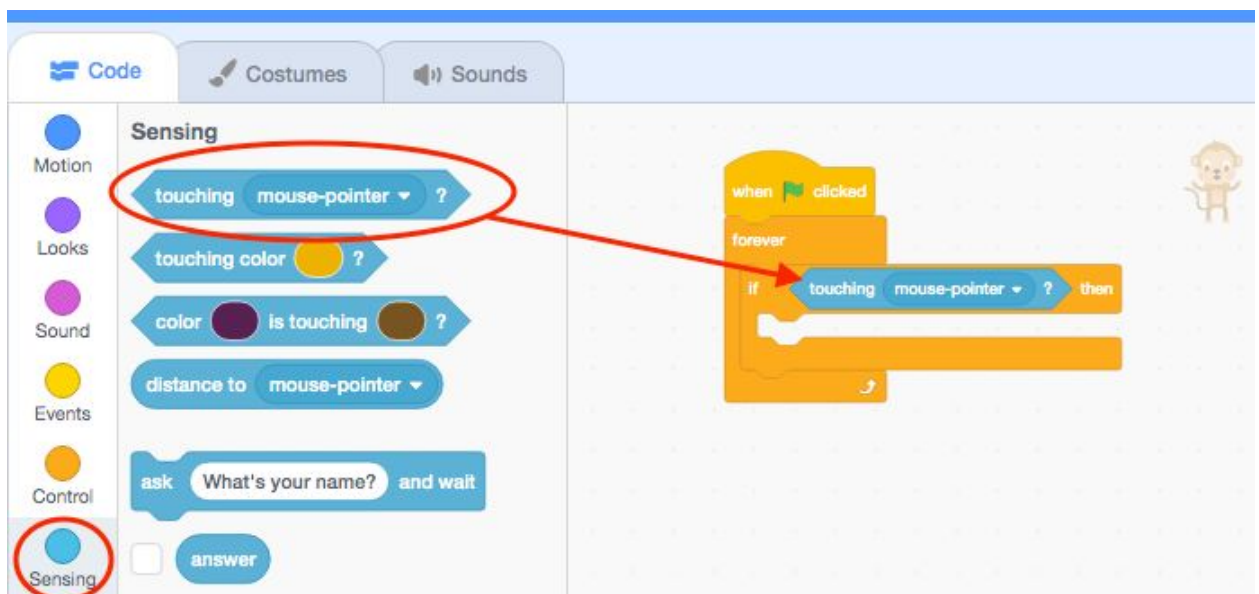 Code
Costumes
Sounds
Motion
Looks
Sound
Events
Control
Sensing
Sensing
touching mouse-pointer ?
touching color ?
color is touching ?
distance to mouse-pointer
ask What's your name? and wait
answer
when clicked
forever
if touching mouse-pointer ? then